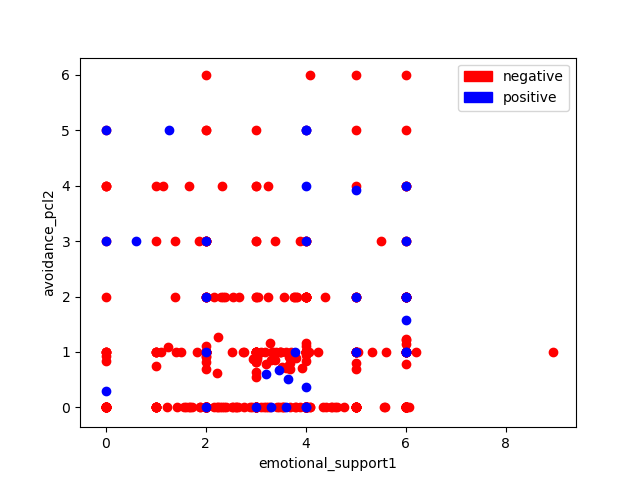 negative
positive
6
5
4
3
2
1
0
avoidance_pcl2
0 2 4 6 8
emotional_support1